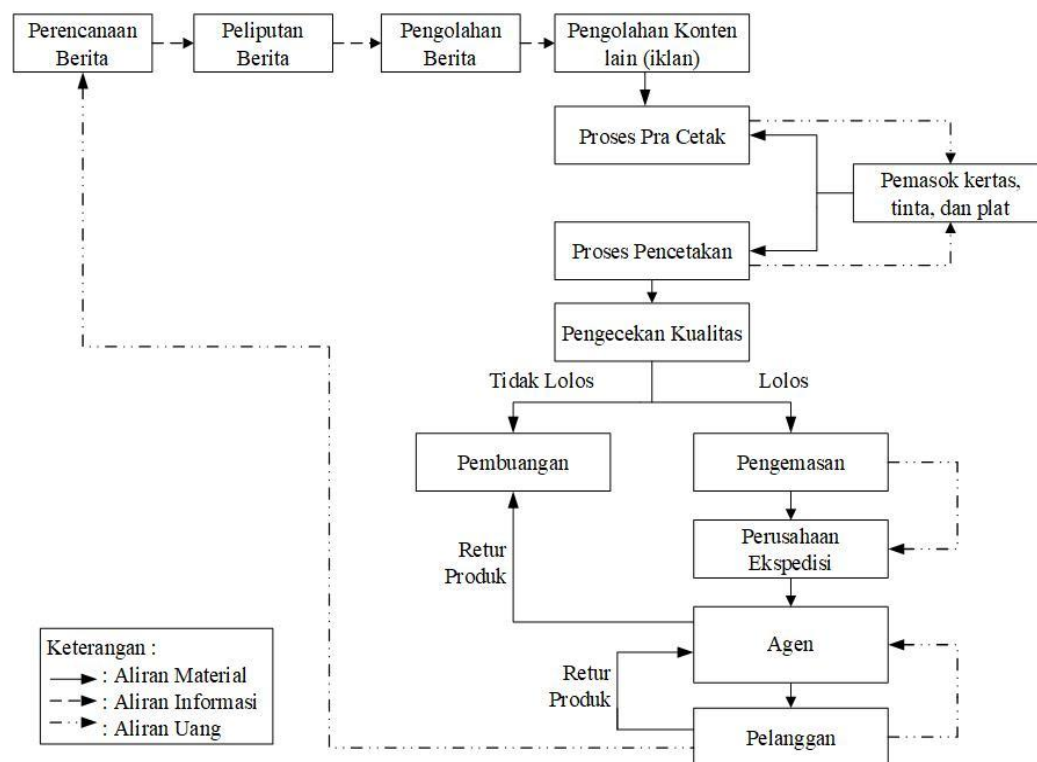 Perencanaan
Berita
Peliputan
Berita
Pengolahan
Berita
Pengolahan Konten
lain (iklan)
Proses Pra Cetak
Pemasok kertas,
tinta, dan plat
Proses Pencetakan
Pengecekan Kualitas
Tidak Lolos
Lolos
Pembuangan
Pengemasan
Retur
Produk
Perusahaan
Ekspedisi
Agen
Retur
Produk
Pelanggan
Keterangan :
: Aliran Material
: Aliran Informasi
: Aliran Uang